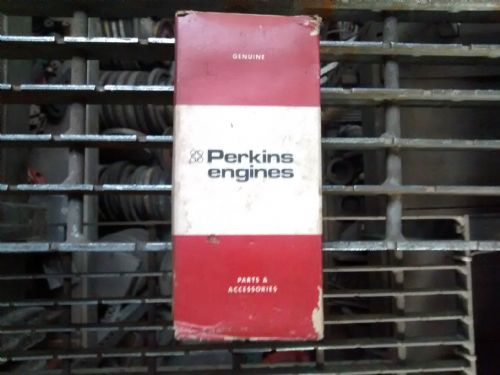 GENUINE
Perkins
engines
PARTS &
ACCESSORIES